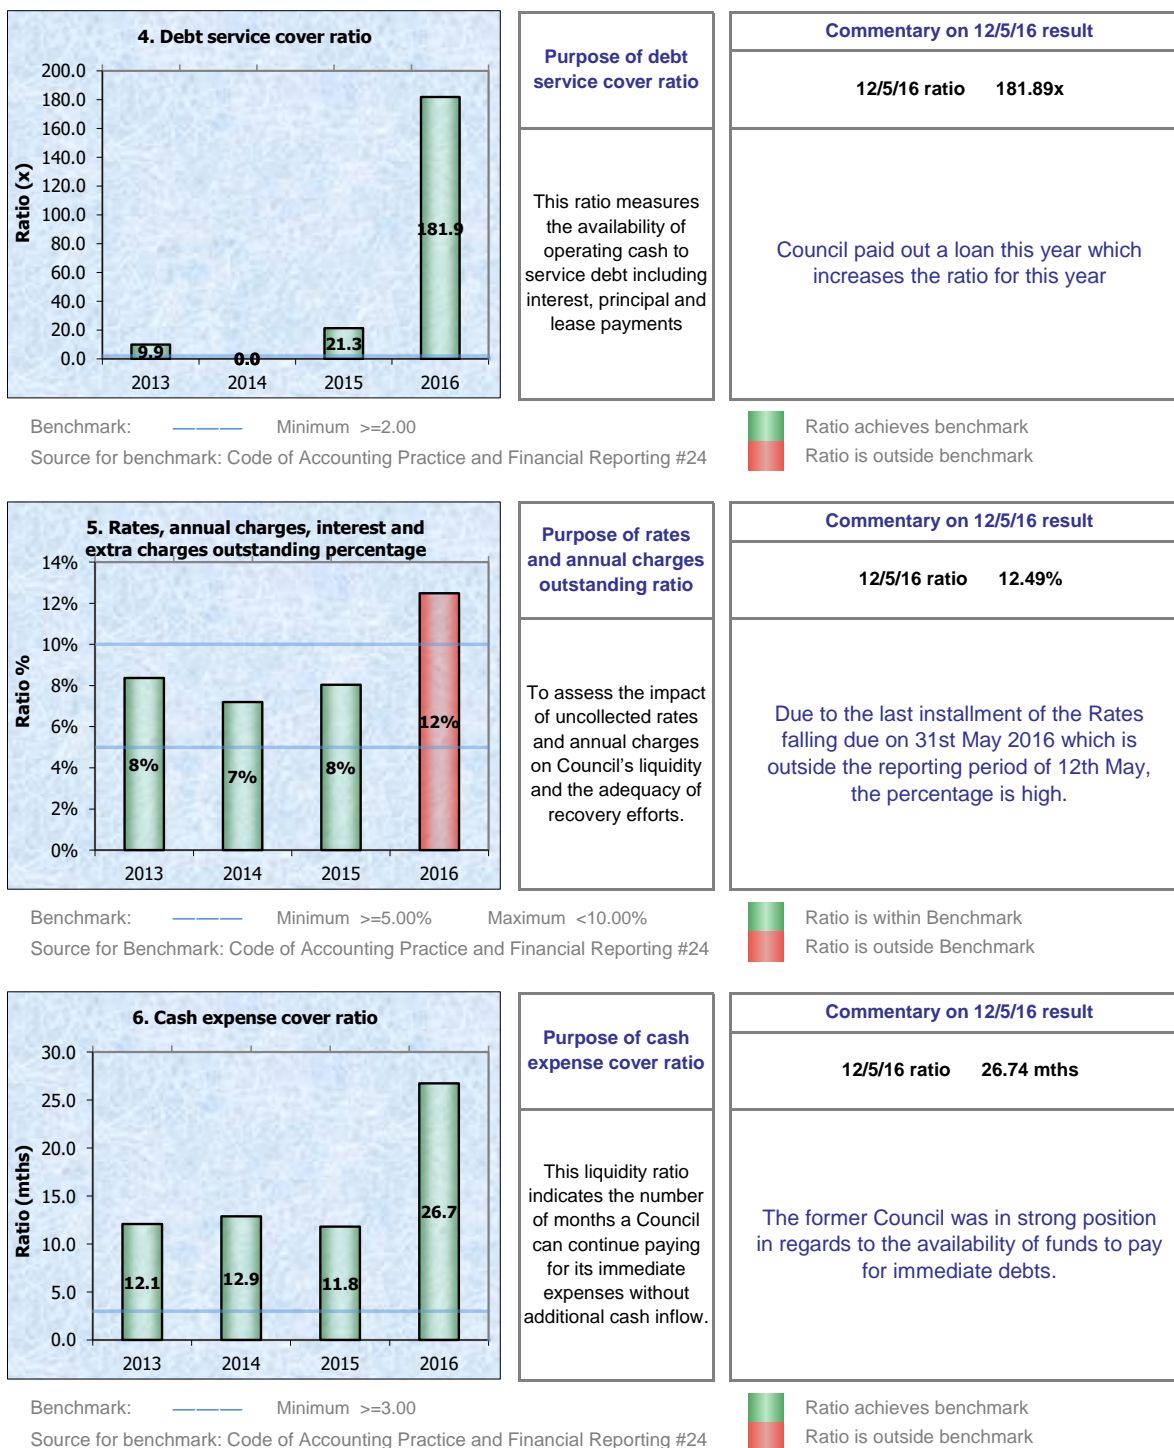 4. Debt service cover ratio
200.0
180.0
160.0
140.0
120.0
100.0
80.0
60.0
40.0
20.0
0.0
Ratio (x)
9.9
0.0
21.3
181.9
2013 2014 2015 2016
Purpose of debt
service cover ratio
This ratio measures
the availability of
operating cash to
service debt including
interest, principal and
lease payments
Commentary on 12/5/16 result
12/5/16 ratio 181.89x
Council paid out a loan this year which
increases the ratio for this year
Benchmark: Minimum >=2.00
Source for benchmark: Code of Accounting Practice and Financial Reporting #24
Ratio achieves benchmark
Ratio is outside benchmark
5. Rates, annual charges, interest and
extra charges outstanding percentage
14%
12%
10%
8%
6%
4%
2%
0%
Ratio %
8%
7%
8%
12%
2013 2014 2015 2016
Purpose of rates
and annual charges
outstanding ratio
To assess the impact
of uncollected rates
and annual charges
on Council's liquidity
and the adequacy of
recovery efforts.
Commentary on 12/5/16 result
12/5/16 ratio 12.49%
Due to the last installment of the Rates
falling due on 31st May 2016 which is
outside the reporting period of 12th May,
the percentage is high.
Benchmark: Minimum >=5.00% Maximum <10.00%
Source for Benchmark: Code of Accounting Practice and Financial Reporting #24
Ratio is within Benchmark
Ratio is outside Benchmark
6. Cash expense cover ratio
30.0
25.0
20.0
15.0
10.0
5.0
0.0
Ratio (mths)
12.1
12.9
11.8
26.7
2013 2014 2015 2016
Purpose of cash
expense cover ratio
This liquidity ratio
indicates the number
of months a Council
can continue paying
for its immediate
expenses without
additional cash inflow.
Commentary on 12/5/16 result
12/5/16 ratio 26.74 mths
The former Council was in strong position
in regards to the availability of funds to pay
for immediate debts.
Benchmark: Minimum >=3.00
Source for benchmark: Code of Accounting Practice and Financial Reporting #24
Ratio achieves benchmark
Ratio is outside benchmark